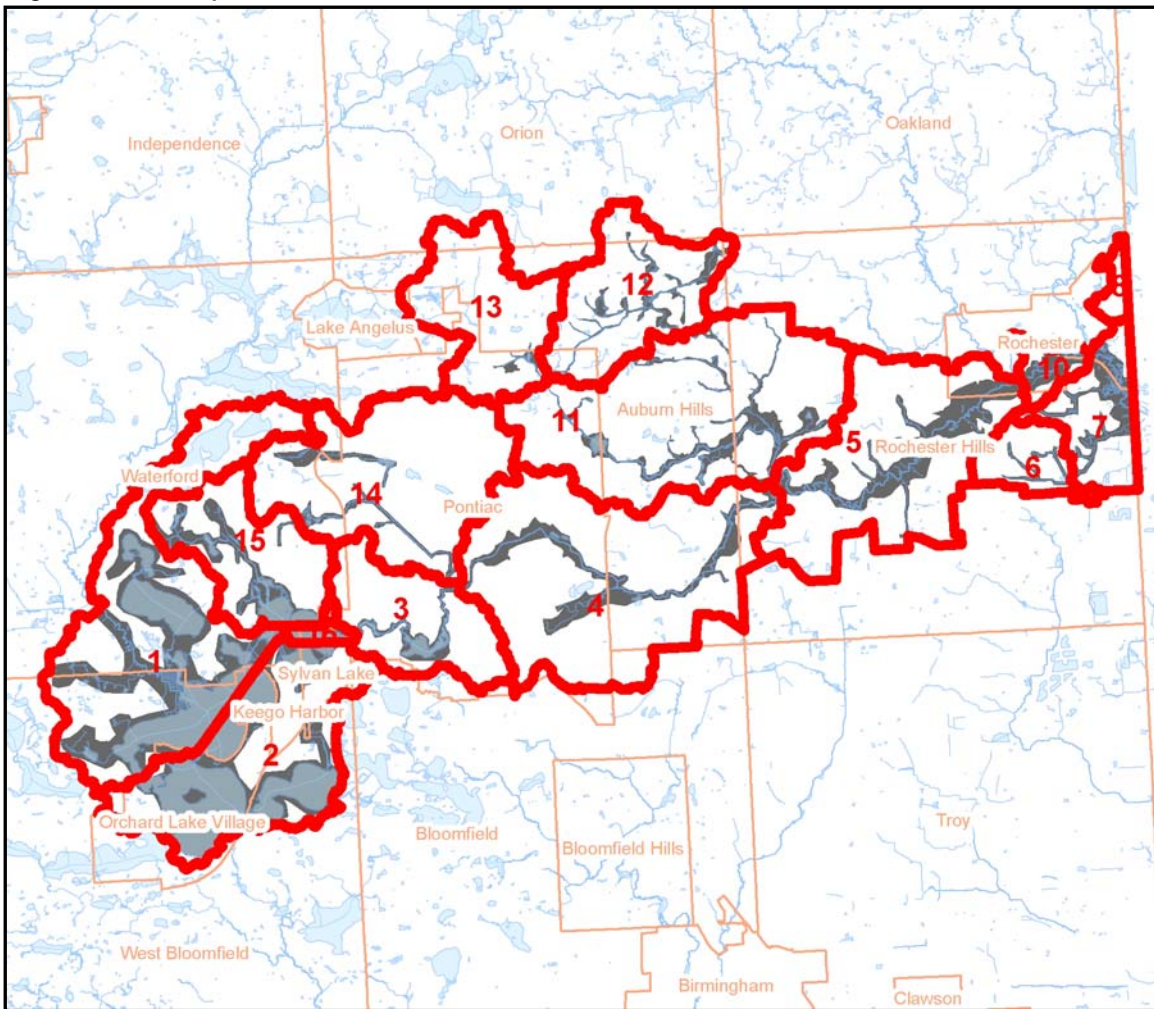 Oakland
Orion
Independence
12
8
13
Lake Angelus
Rochester
10
11
Auburn Hills
7
5
Rochester Hills
6
Waterford
14
Pontiac
15
3
4
16
1
Sylvan Lake
Keego Harbor
2
Orchard Lake Village
Troy
Bloomfield
Bloomfield Hills
West Bloomfield
Birmingham
Clawson